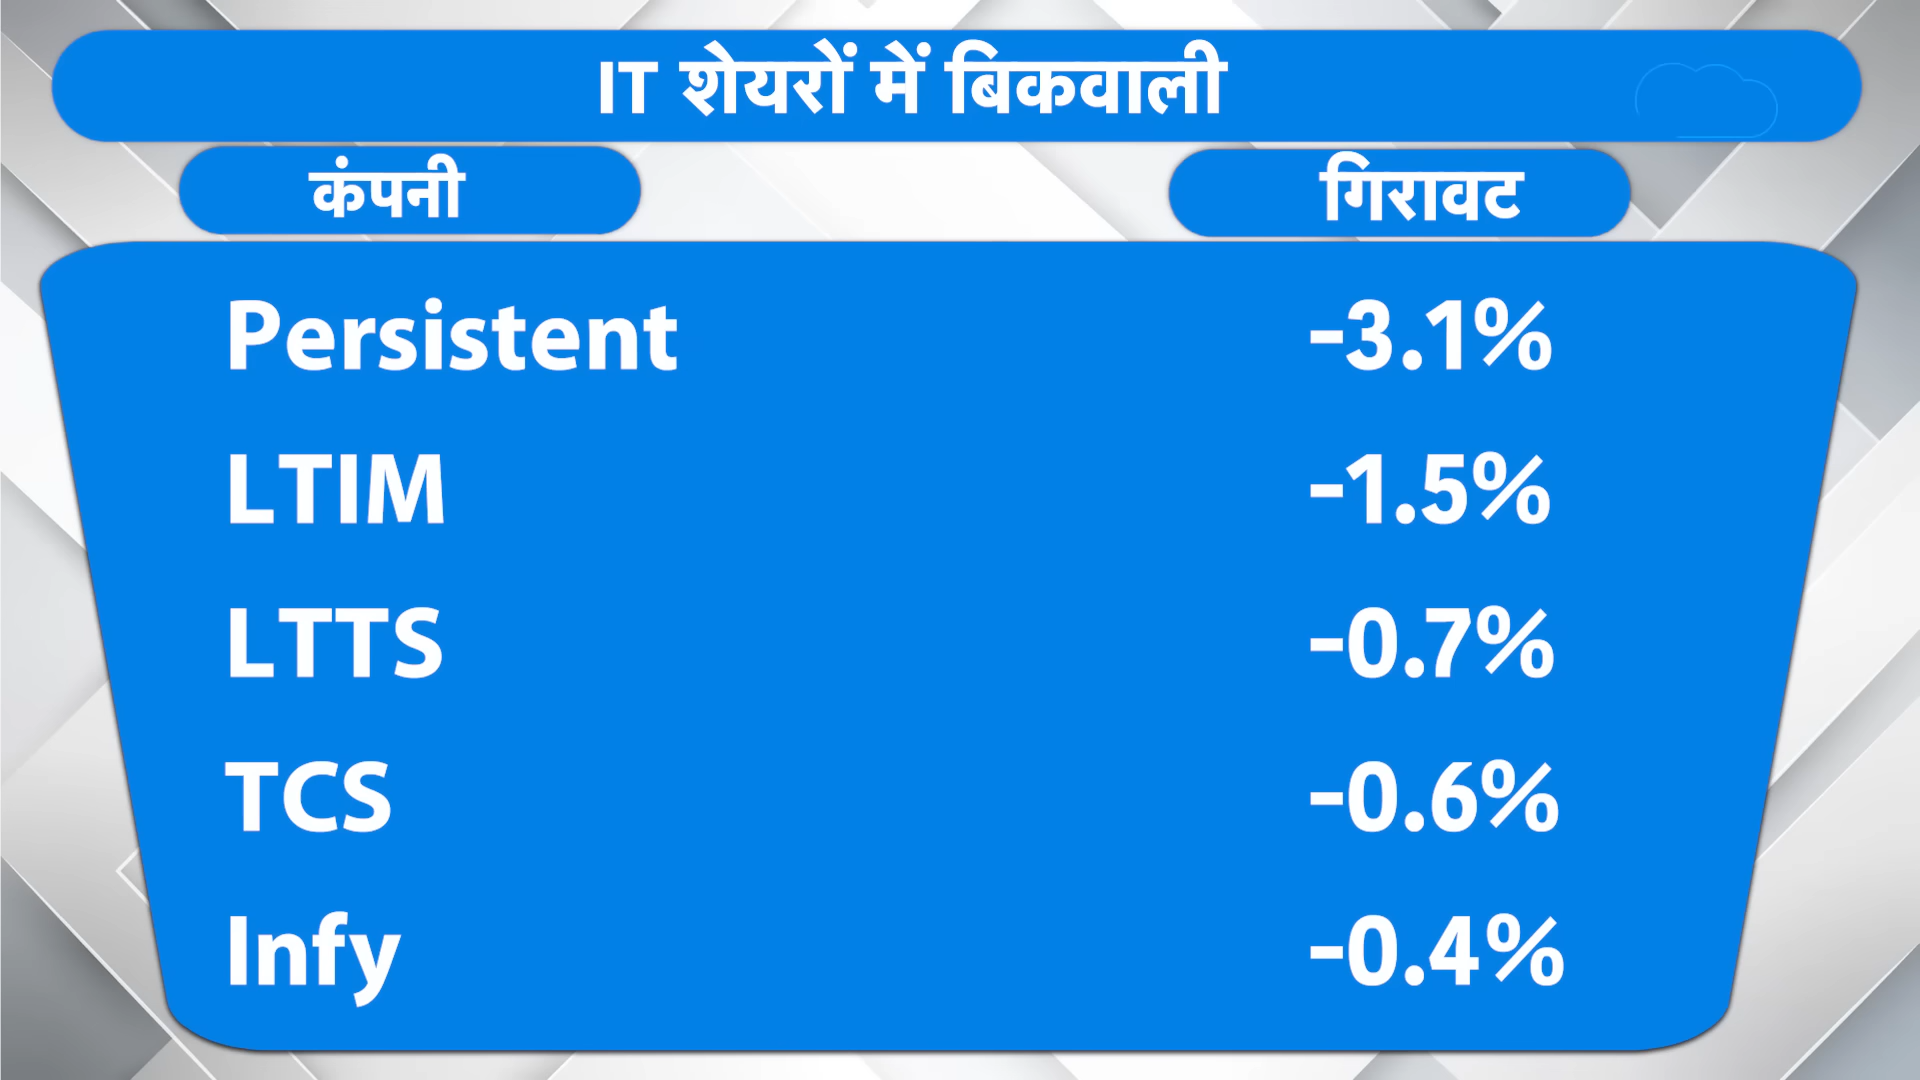 IT शेयरों में बिकवाली
कंपनी गिरावट
Persistent -3.1%
LTIM -1.5%
LTTS -0.7%
TCS -0.6%
Infy -0.4%